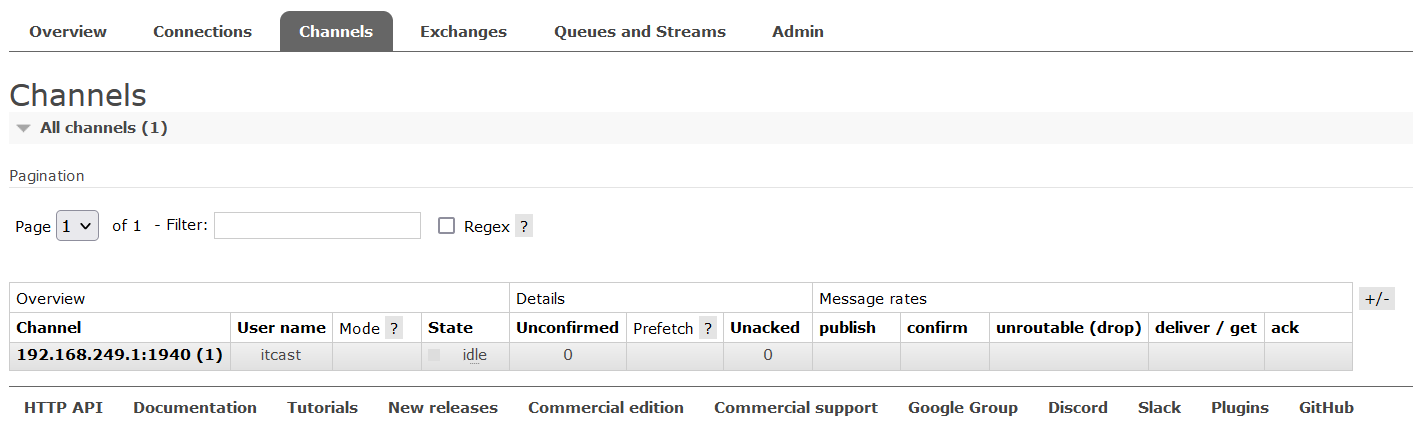 Overview Connections Channels Exchanges Queues and Streams Admin
Channels
All channels (1)
Pagination
Page 1 of 1 - Filter: Regex ?
Overview Details Message rates +/-
Channel User name Mode ? State Unconfirmed Prefetch ? Unacked publish confirm unroutable (drop) deliver / get ack
192.168.249.1:1940 (1) itcast idle 0 0
HTTP API Documentation Tutorials New releases Commercial edition Commercial support Google Group Discord Slack Plugins GitHub